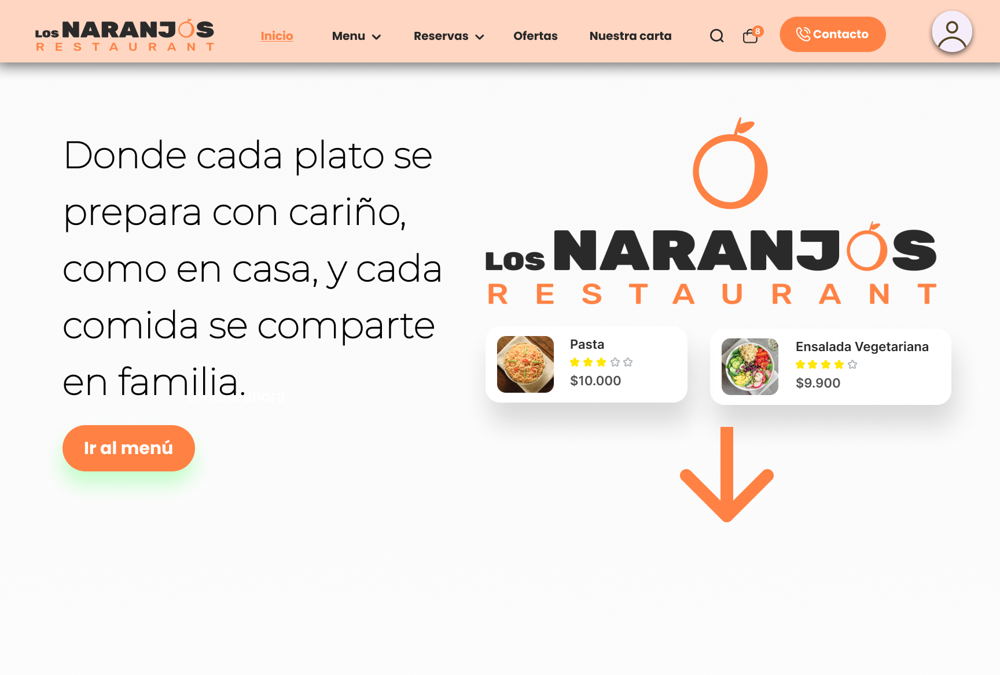 LOS NARANJOS
RESTAURANT
Inicio
Menu
Reservas
Ofertas
Nuestra carta
8
Contacto
Donde cada plato se
prepara con cariño,
como en casa, y cada
comida se comparte
en familia.
Ordena ahora
Ir al menú
LOS NARANJOS
RESTAURANT
Pasta
$10.000
Ensalada Vegetariana
$9.900